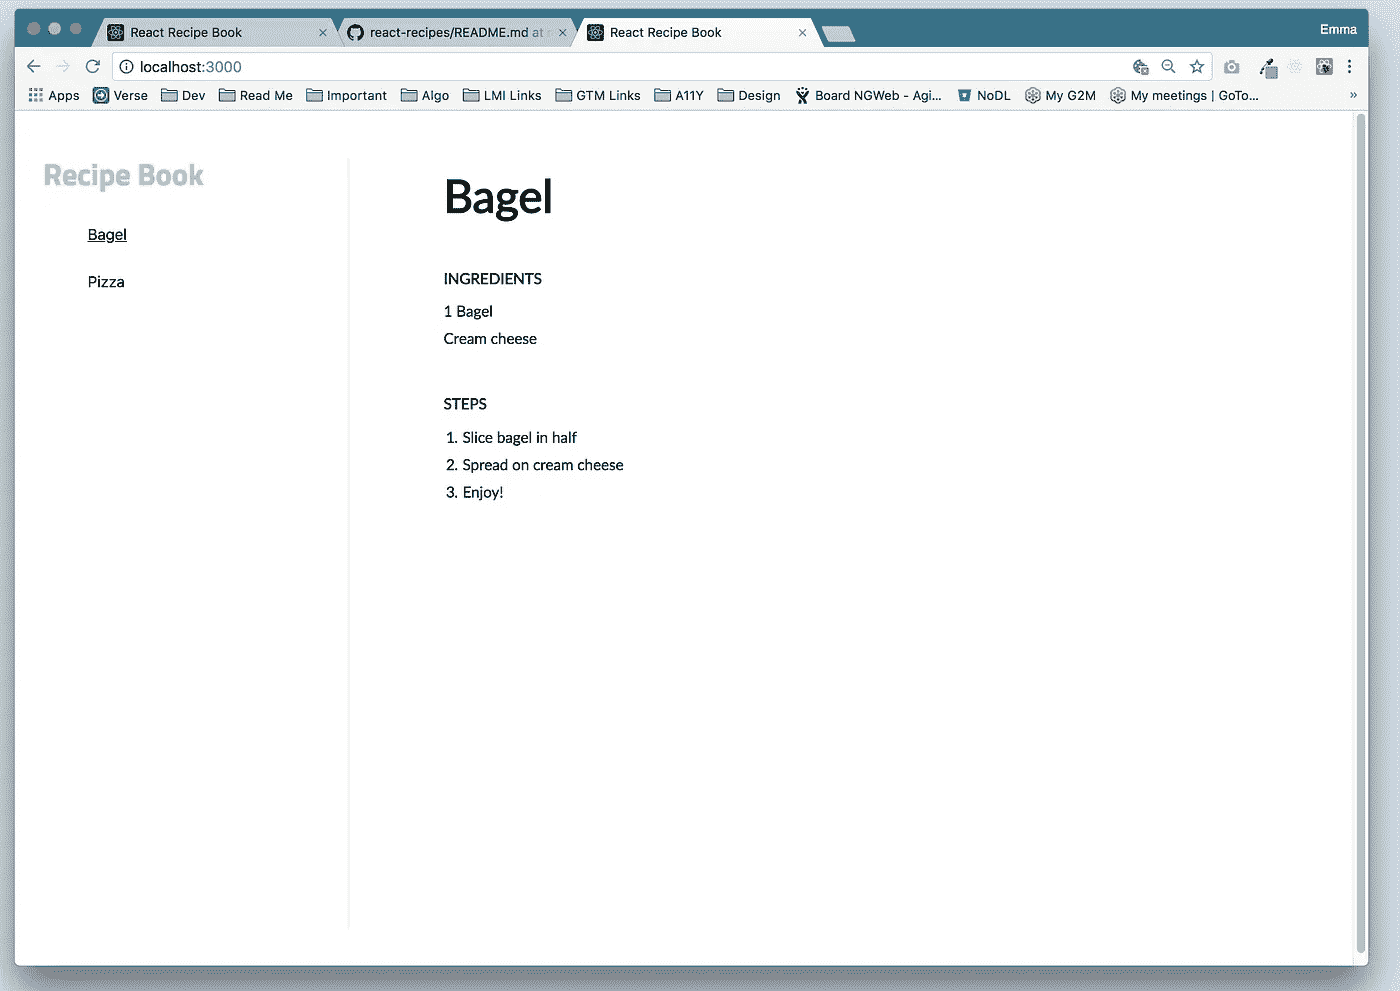 React Recipe Book
react-recipes/README.md at
React Recipe Book
Emma
localhost:3000
Apps Verse Dev Read Me Important Algo LMI Links GTM Links A11Y Design Board NGWeb - Agi... NoDL My G2M My meetings | GoTo... »
Recipe Book
Bagel
Pizza
Bagel
INGREDIENTS
1 Bagel
Cream cheese
STEPS
1. Slice bagel in half
2. Spread on cream cheese
3. Enjoy!